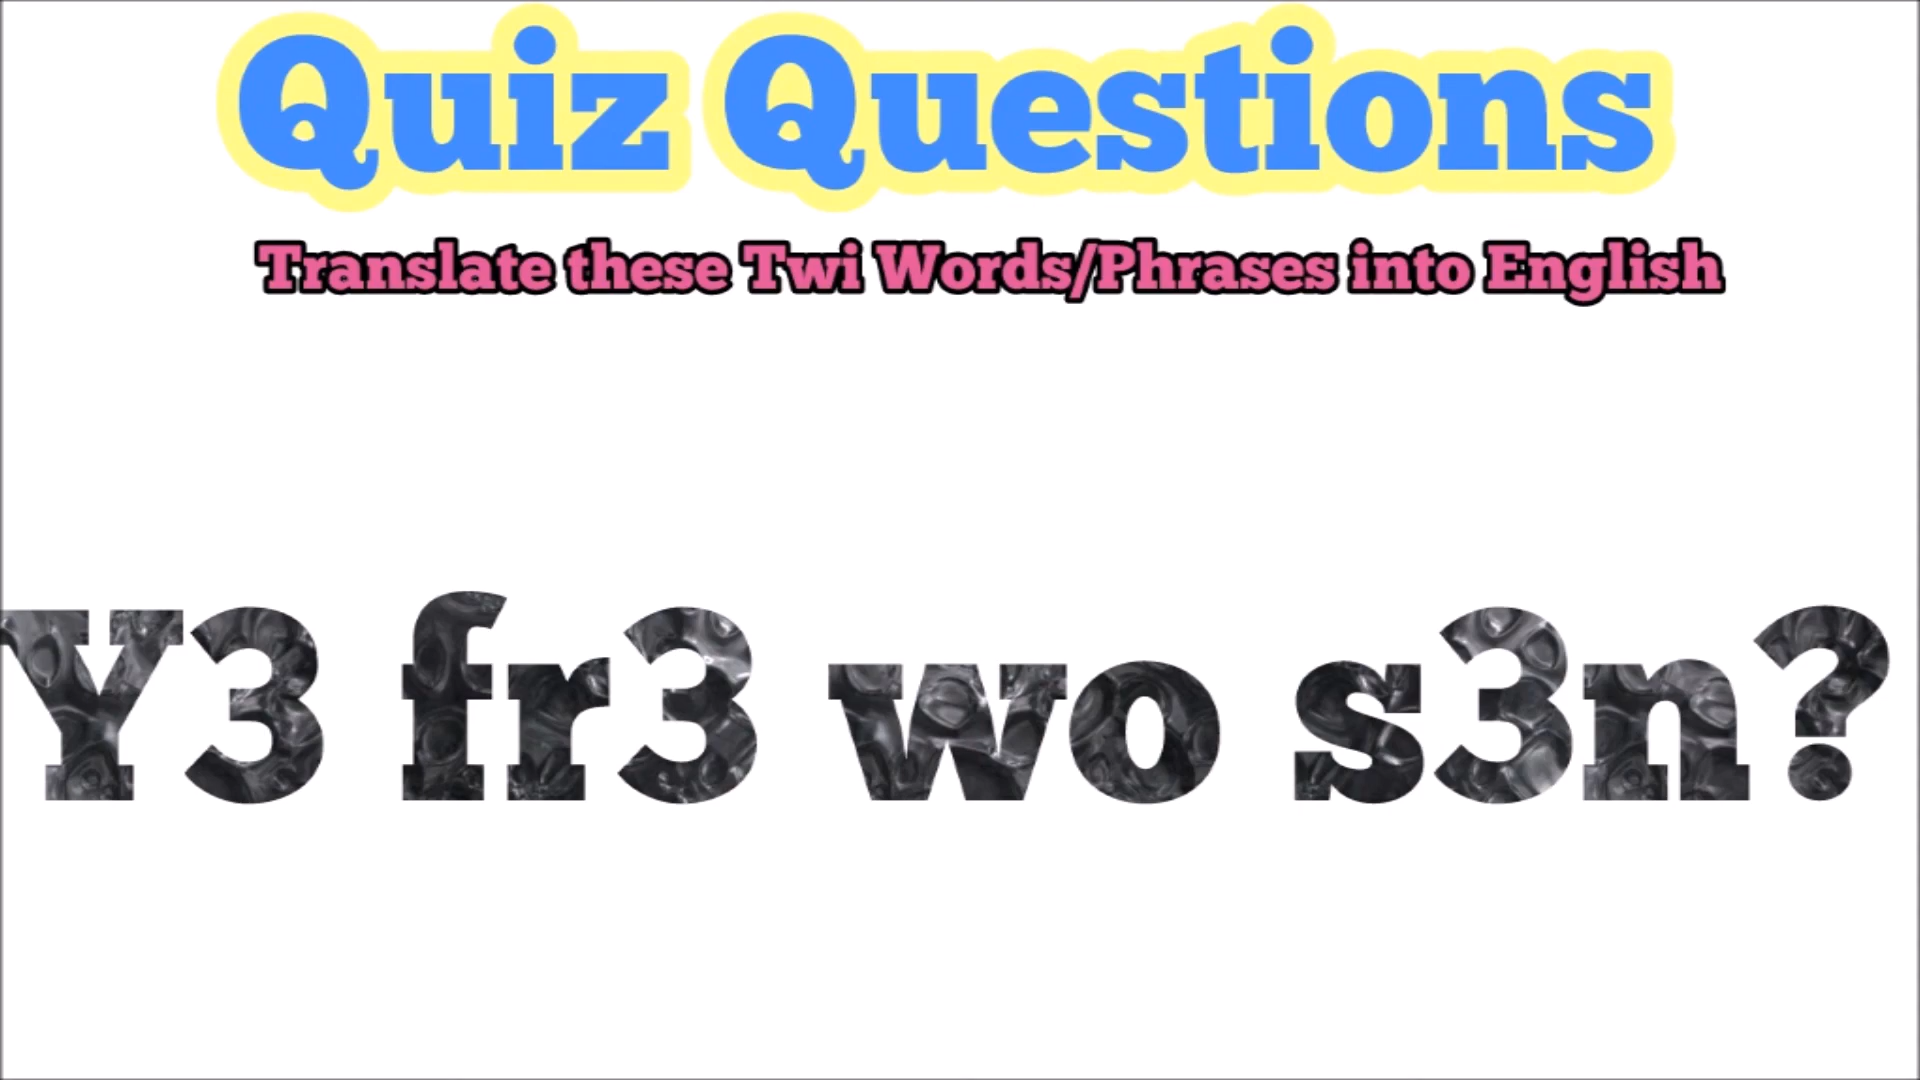 Quiz Questions
Translate these Twi Words/Phrases into English
Y3 fr3 wo s3n?